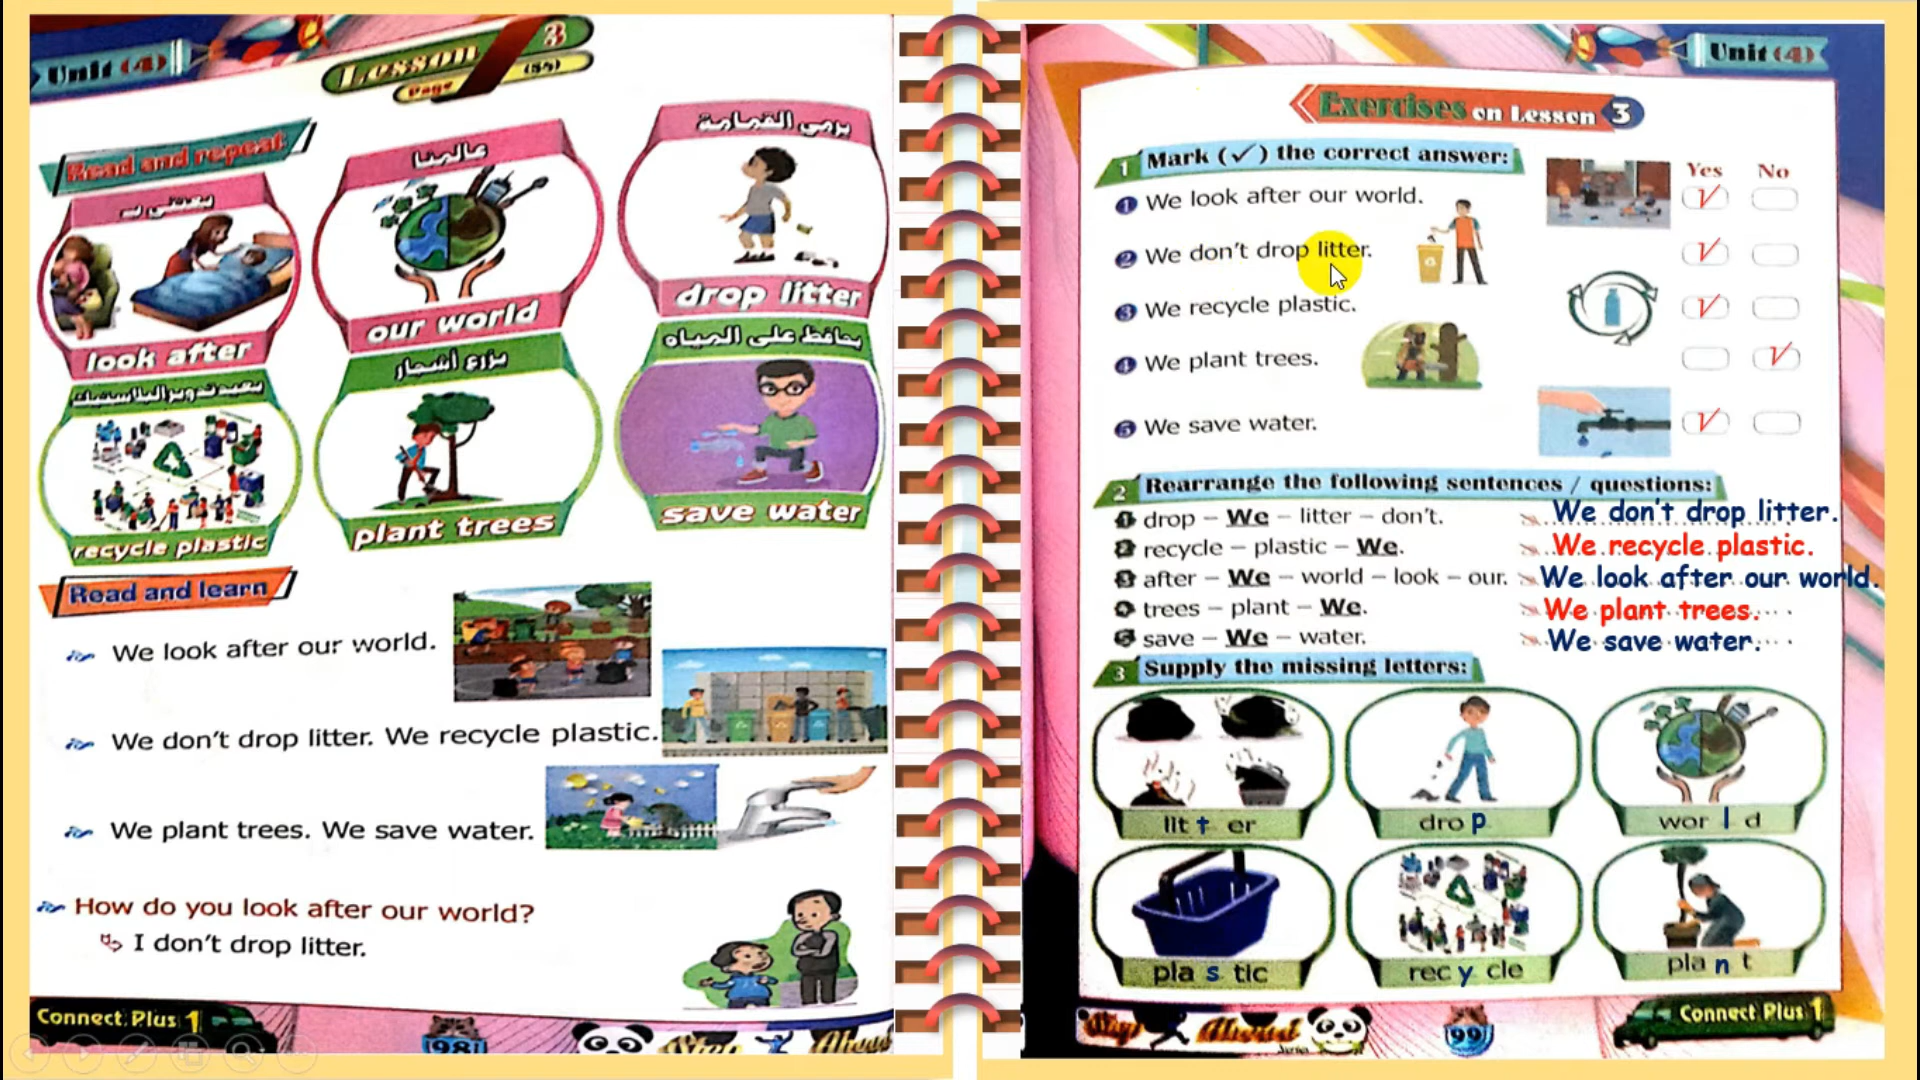 Unit (4)
Lesson 3
Page (58)
Read and repeat
يعتني بـ
look after
عالمنا
our world
يرمي القمامة
drop litter
يعيد تدوير البلاستيك
recycle plastic
يزرع أشجار
plant trees
يحافظ على المياه
save water
Read and learn
We look after our world.
We don't drop litter. We recycle plastic.
We plant trees. We save water.
How do you look after our world?
I don't drop litter.
Connect Plus 1
98
Step Ahead
Unit (4)
Exercises on Lesson 3
1 Mark (✓) the correct answer:
Yes No
1 We look after our world. ✓
2 We don't drop litter. ✓
3 We recycle plastic. ✓
4 We plant trees. ✓
5 We save water. ✓
2 Rearrange the following sentences / questions:
1 drop – We – litter – don't. We don't drop litter.
2 recycle – plastic – We. We recycle plastic.
3 after – We – world – look – our. We look after our world.
4 trees – plant – We. We plant trees.
5 save – We – water. We save water.
3 Supply the missing letters:
lit t er
dro p
wor l d
pla s tic
rec y cle
pla n t
Step Ahead Series
99
Connect Plus 1